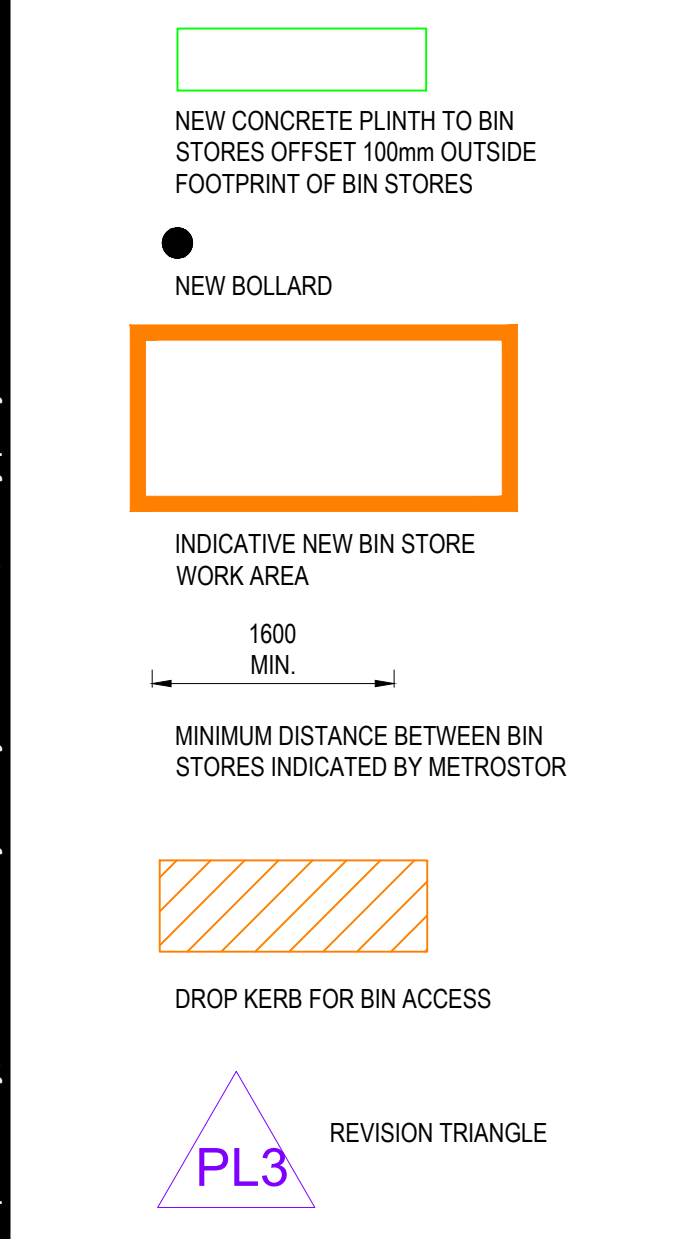 NEW CONCRETE PLINTH TO BIN
STORES OFFSET 100mm OUTSIDE
FOOTPRINT OF BIN STORES
NEW BOLLARD
INDICATIVE NEW BIN STORE
WORK AREA
1600
MIN.
MINIMUM DISTANCE BETWEEN BIN
STORES INDICATED BY METROSTOR
DROP KERB FOR BIN ACCESS
PL3
REVISION TRIANGLE